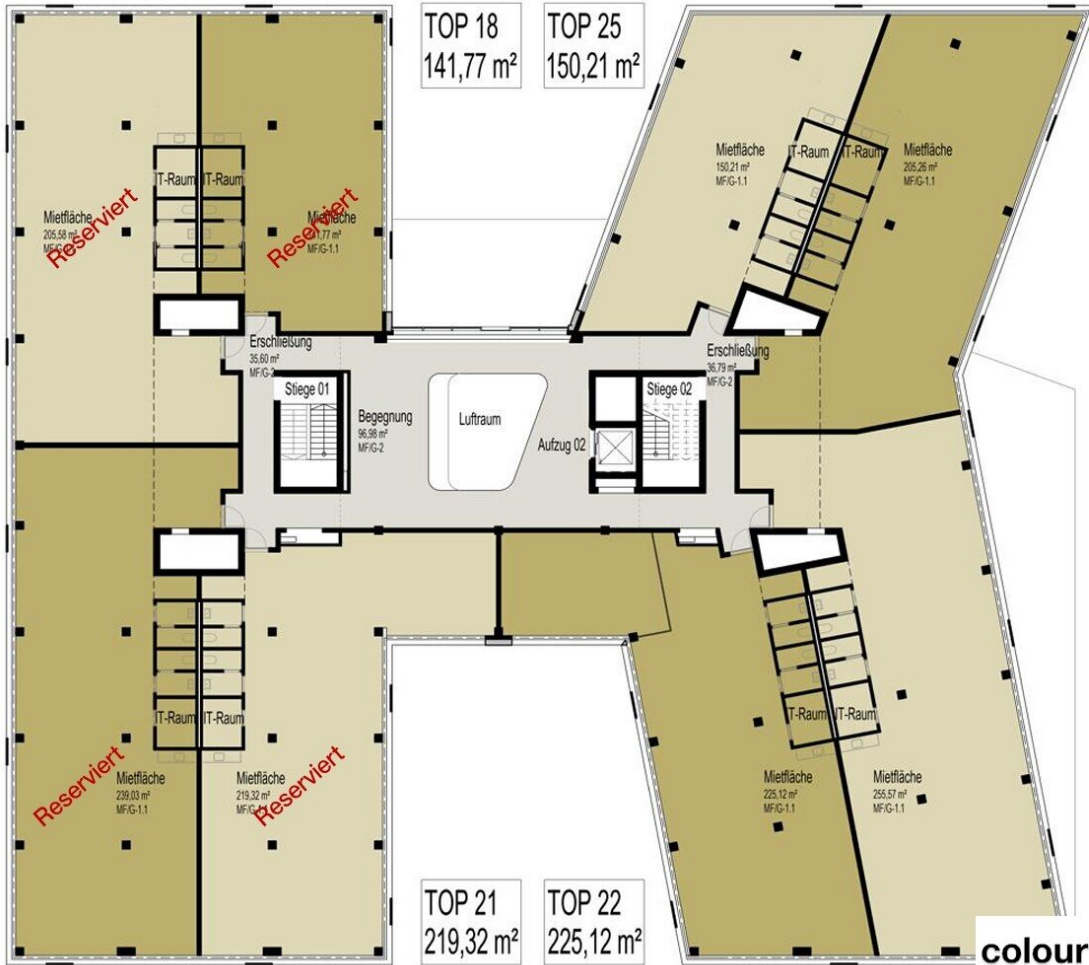 TOP 18
141,77 m²
TOP 25
150,21 m²
Mietfläche
205,58 m²
Reserviert
IT-Raum
IT-Raum
Mietfläche
Reserviert
Mietfläche
150,21 m²
MF/G-1.1
IT-Raum
IT-Raum
Mietfläche
205,26 m²
MF/G-1.1
Erschließung
35,60 m²
MF/G-2
Erschließung
36,79 m²
MF/G-2
Stiege 01
Begegnung
96,98 m²
MF/G-2
Luftraum
Aufzug 02
Stiege 02
IT-Raum
IT-Raum
IT-Raum
IT-Raum
Reserviert
Mietfläche
239,03 m²
MF/G-1.1
Mietfläche
219,32 m²
Reserviert
Mietfläche
225,12 m²
MF/G-1.1
Mietfläche
255,57 m²
MF/G-1.1
TOP 21
219,32 m²
TOP 22
225,12 m²
colour